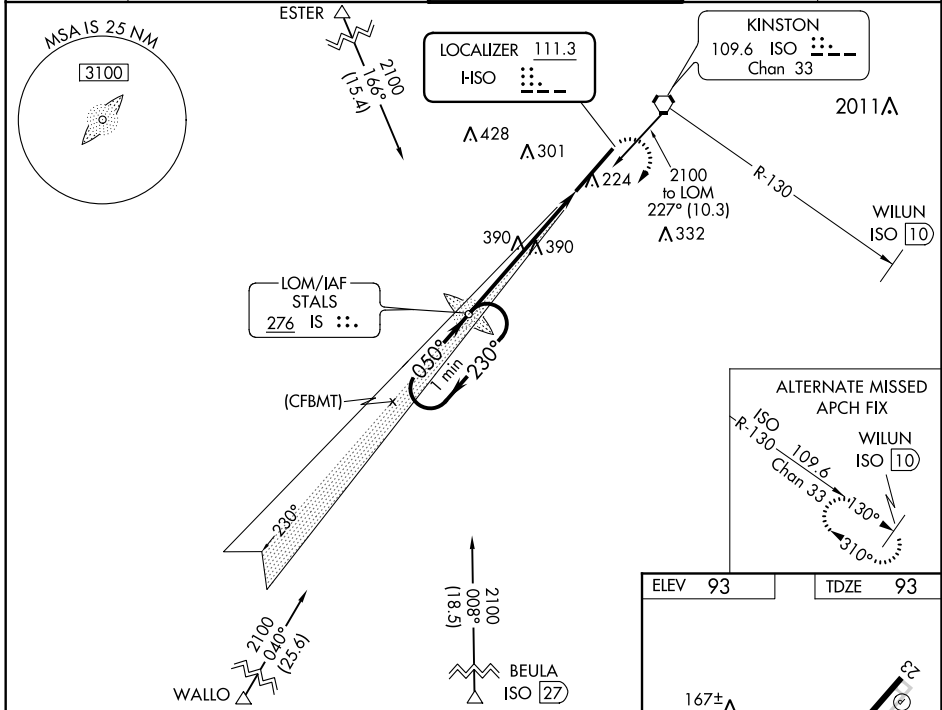 MSA IS 25 NM
3100
ESTER
2100
166°
(15.4)
LOCALIZER 111.3
I-ISO
KINSTON
109.6 ISO
Chan 33
2011
428
301
224
2100
to LOM
227° (10.3)
332
R-130
WILUN
ISO 10
390
390
LOM/IAF
STALS
276 IS
050°
1 min
230°
(CFBMT)
230°
ALTERNATE MISSED
APCH FIX
ISO
R-130
109.6
Chan 33
WILUN
ISO 10
130°
310°
2100
040°
(25.6)
WALLO
2100
008°
(18.5)
BEULA
ISO 27
ELEV 93
TDZE 93
167±
23
P